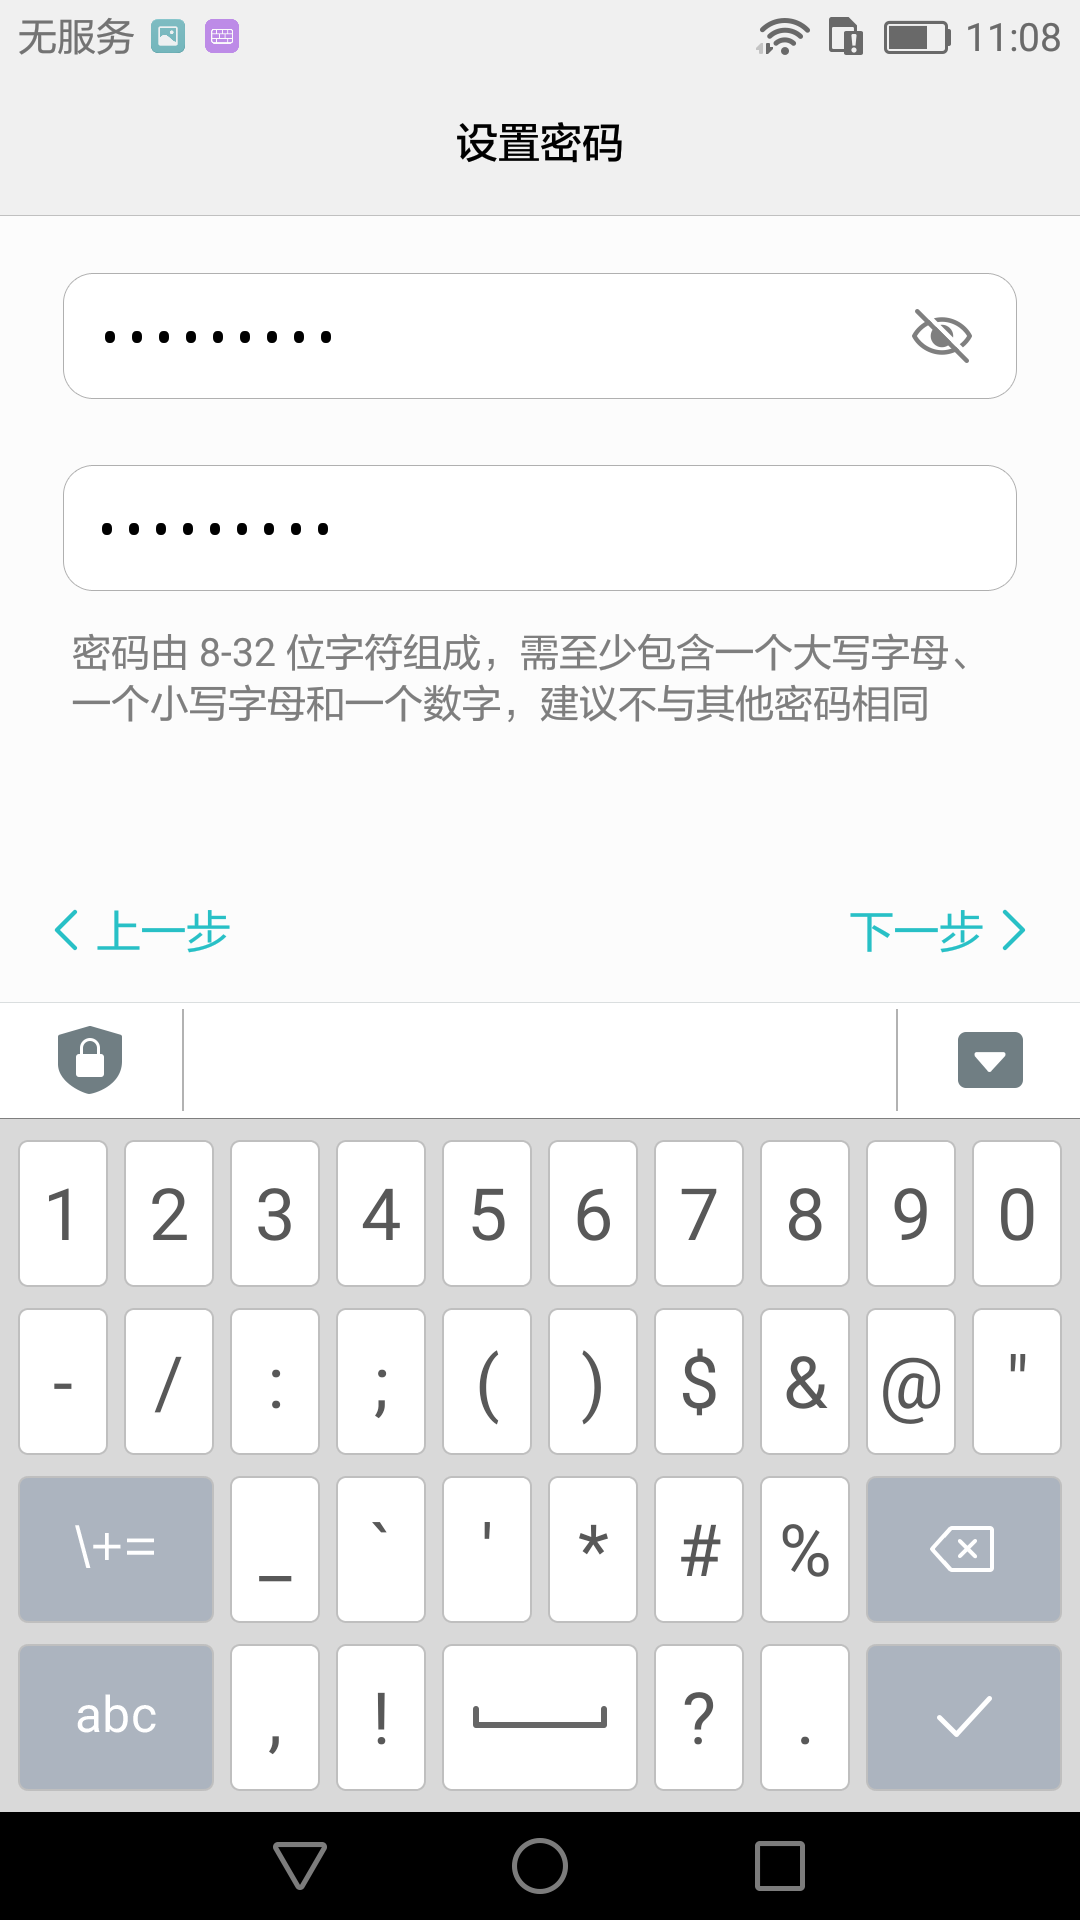 无服务 11:08
设置密码
•••••••••
•••••••••
密码由 8-32 位字符组成，需至少包含一个大写字母、
一个小写字母和一个数字，建议不与其他密码相同
上一步 下一步
1 2 3 4 5 6 7 8 9 0
- / : ; ( ) $ & @ "
\+= _ ` ' * # %
abc , ! ? .